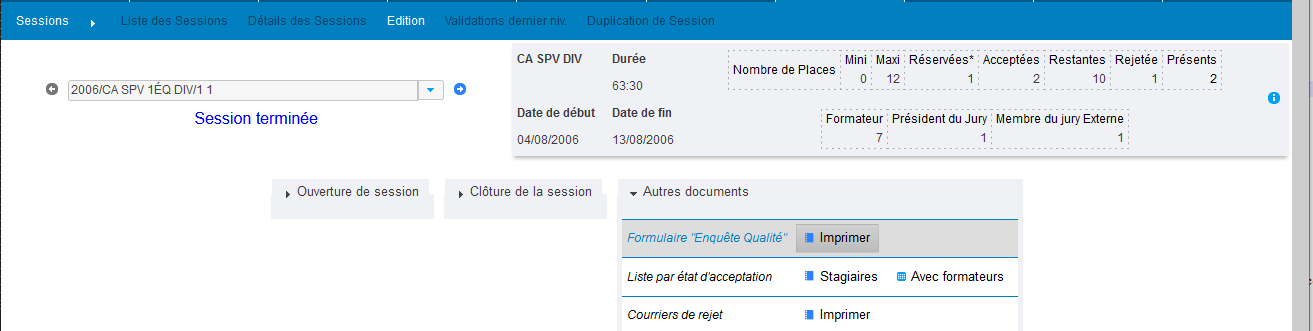 Sessions Liste des Sessions Détails des Sessions Edition Validations dernier niv. Duplication de Session
2006/CA SPV 1ÉQ DIV/1 1
Session terminée
CA SPV DIV Durée
63:30
Date de début Date de fin
04/08/2006 13/08/2006
Nombre de Places Mini Maxi Réservées* Acceptées Restantes Rejetée Présents
0 12 1 2 10 1 2
Formateur Président du Jury Membre du jury Externe
7 1 1
Ouverture de session Clôture de la session Autres documents
Formulaire "Enquête Qualité" Imprimer
Liste par état d'acceptation Stagiaires Avec formateurs
Courriers de rejet Imprimer